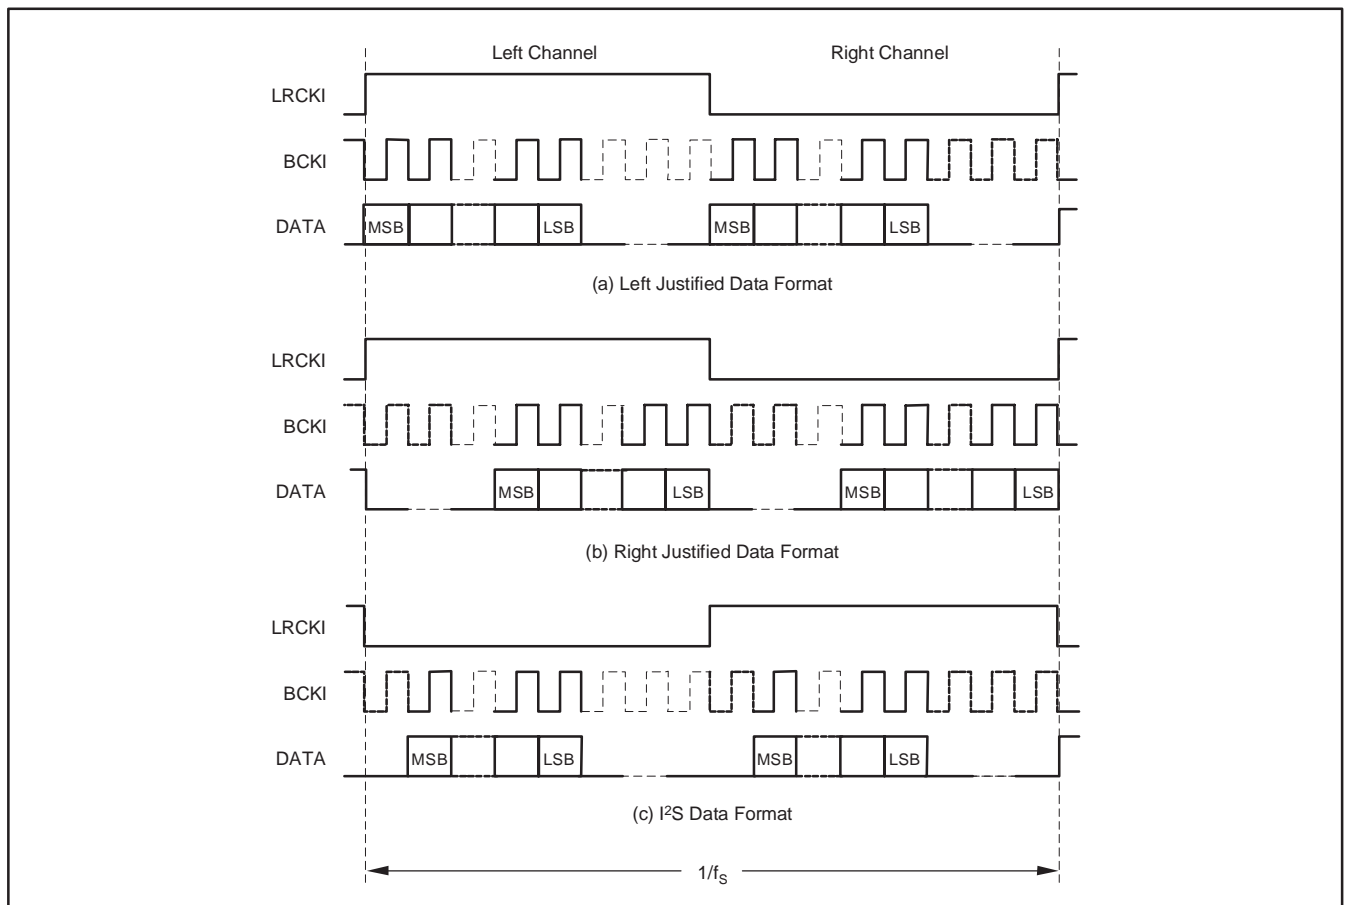 Left Channel Right Channel
LRCKI
BCKI
DATA MSB LSB MSB LSB
(a) Left Justified Data Format
LRCKI
BCKI
DATA MSB LSB MSB LSB
(b) Right Justified Data Format
LRCKI
BCKI
DATA MSB LSB MSB LSB
(c) I²S Data Format
1/fS